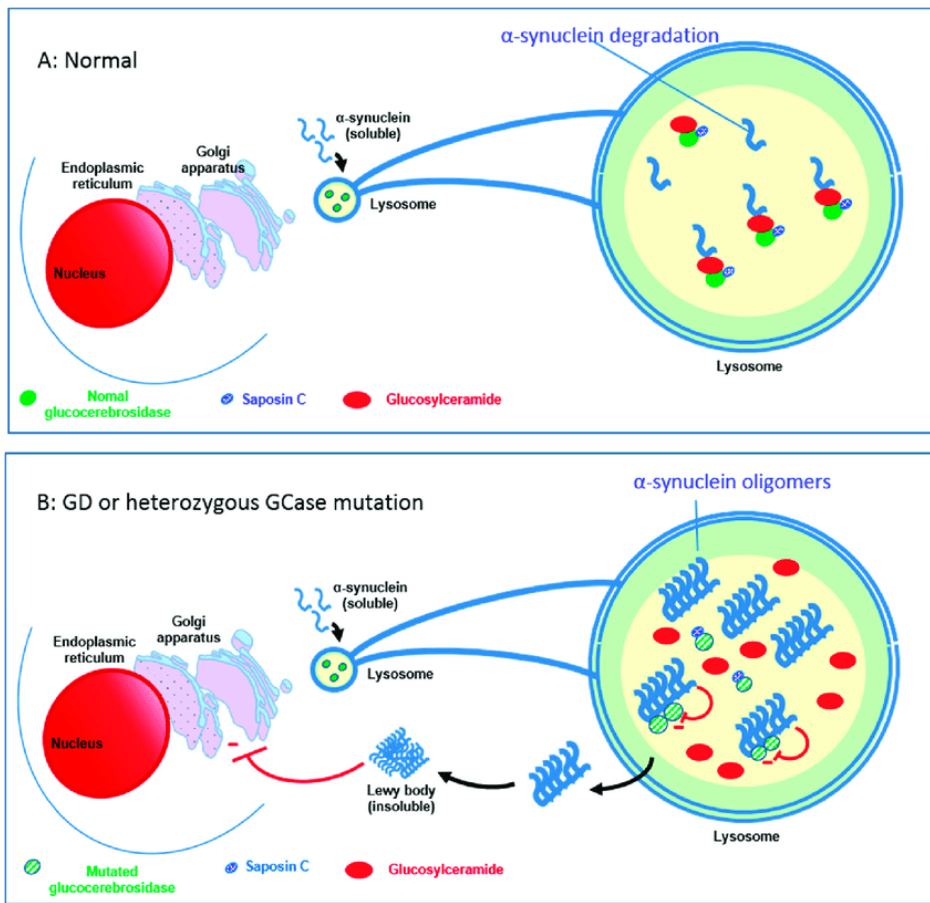 α-synuclein degradation
A: Normal
α-synuclein
(soluble)
Golgi
apparatus
Endoplasmic
reticulum
Lysosome
Nucleus
Lysosome
Nomal
glucocerebrosidase
Saposin C
Glucosylceramide
B: GD or heterozygous GCase mutation
α-synuclein oligomers
α-synuclein
(soluble)
Golgi
apparatus
Endoplasmic
reticulum
Lysosome
Nucleus
Lewy body
(insoluble)
Lysosome
Mutated
glucocerebrosidase
Saposin C
Glucosylceramide